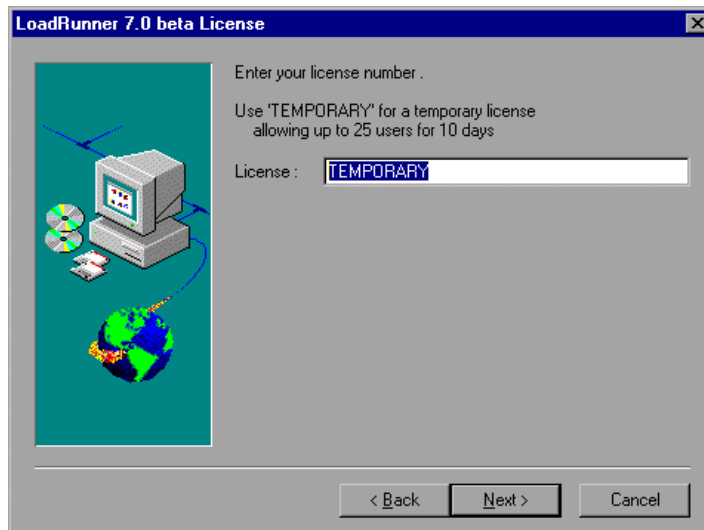 LoadRunner 7.0 beta License
Enter your license number .
Use 'TEMPORARY' for a temporary license
allowing up to 25 users for 10 days
License : TEMPORARY
< Back Next > Cancel